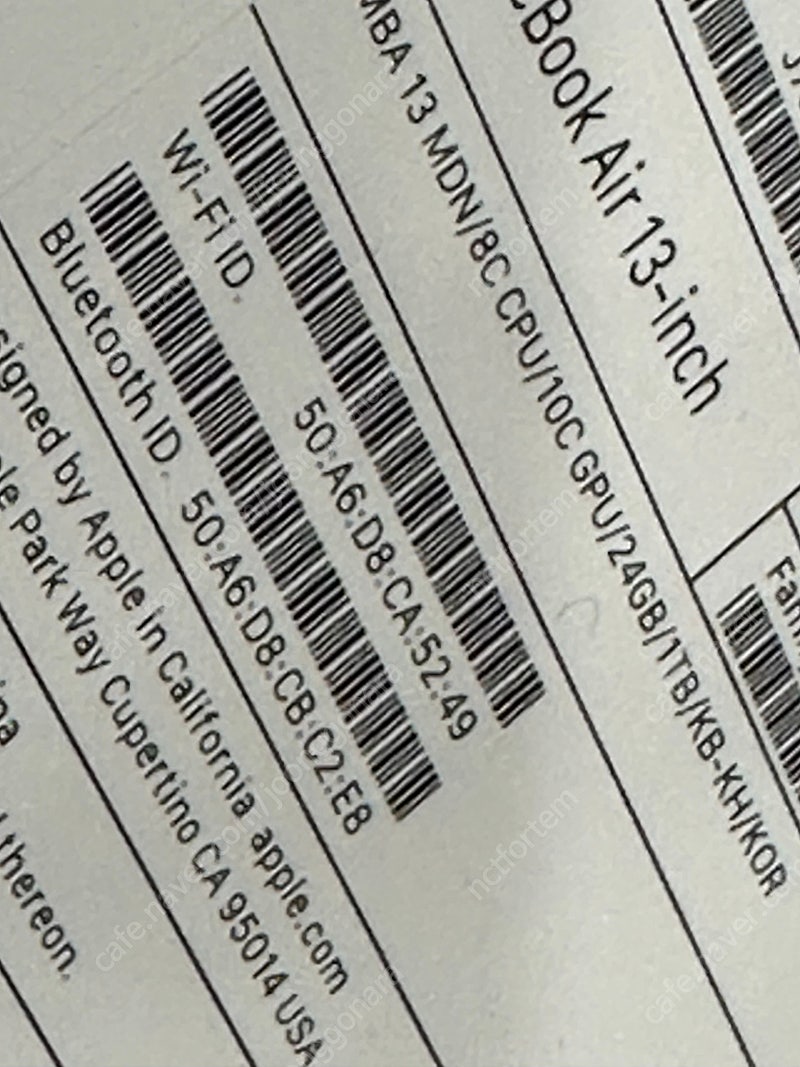 Book Air 13-inch
MBA 13 MDN/8C CPU/10C GPU/24GB/1TB/KB-KH/KOR
Wi-Fi ID. 50:A6:D8:CA:52:49
Bluetooth ID. 50:A6:D8:CB:C2:E8
signed by Apple in California apple.com
Park Way Cupertino CA 95014 USA
thereon.
nctfortem